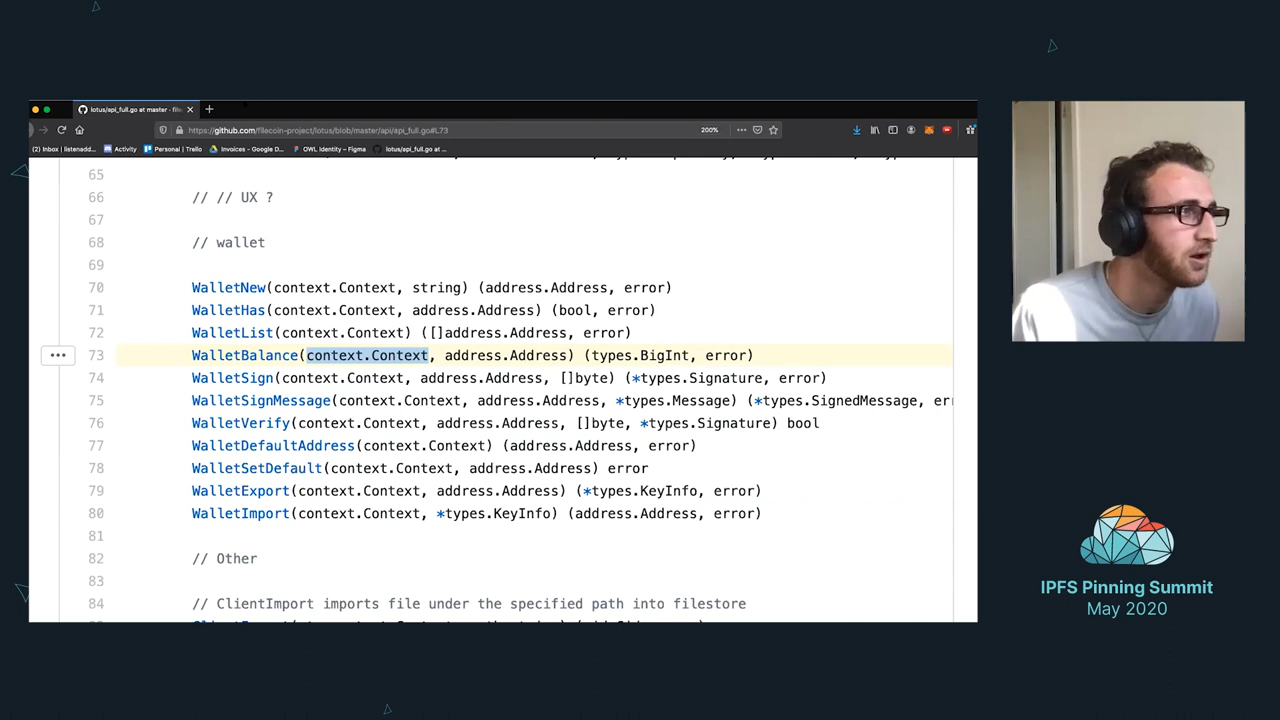 lotus/api_full.go at master · file
https://github.com/filecoin-project/lotus/blob/master/api/api_full.go#L73
200%
(2) Inbox | listenadd...
Activity
Personal | Trello
Invoices - Google D...
OWL Identity – Figma
lotus/api_full.go at...
65
66 // // UX ?
67
68 // wallet
69
70 WalletNew(context.Context, string) (address.Address, error)
71 WalletHas(context.Context, address.Address) (bool, error)
72 WalletList(context.Context) ([]address.Address, error)
73 WalletBalance(context.Context, address.Address) (types.BigInt, error)
74 WalletSign(context.Context, address.Address, []byte) (*types.Signature, error)
75 WalletSignMessage(context.Context, address.Address, *types.Message) (*types.SignedMessage, er
76 WalletVerify(context.Context, address.Address, []byte, *types.Signature) bool
77 WalletDefaultAddress(context.Context) (address.Address, error)
78 WalletSetDefault(context.Context, address.Address) error
79 WalletExport(context.Context, address.Address) (*types.KeyInfo, error)
80 WalletImport(context.Context, *types.KeyInfo) (address.Address, error)
81
82 // Other
83
84 // ClientImport imports file under the specified path into filestore
IPFS Pinning Summit
May 2020